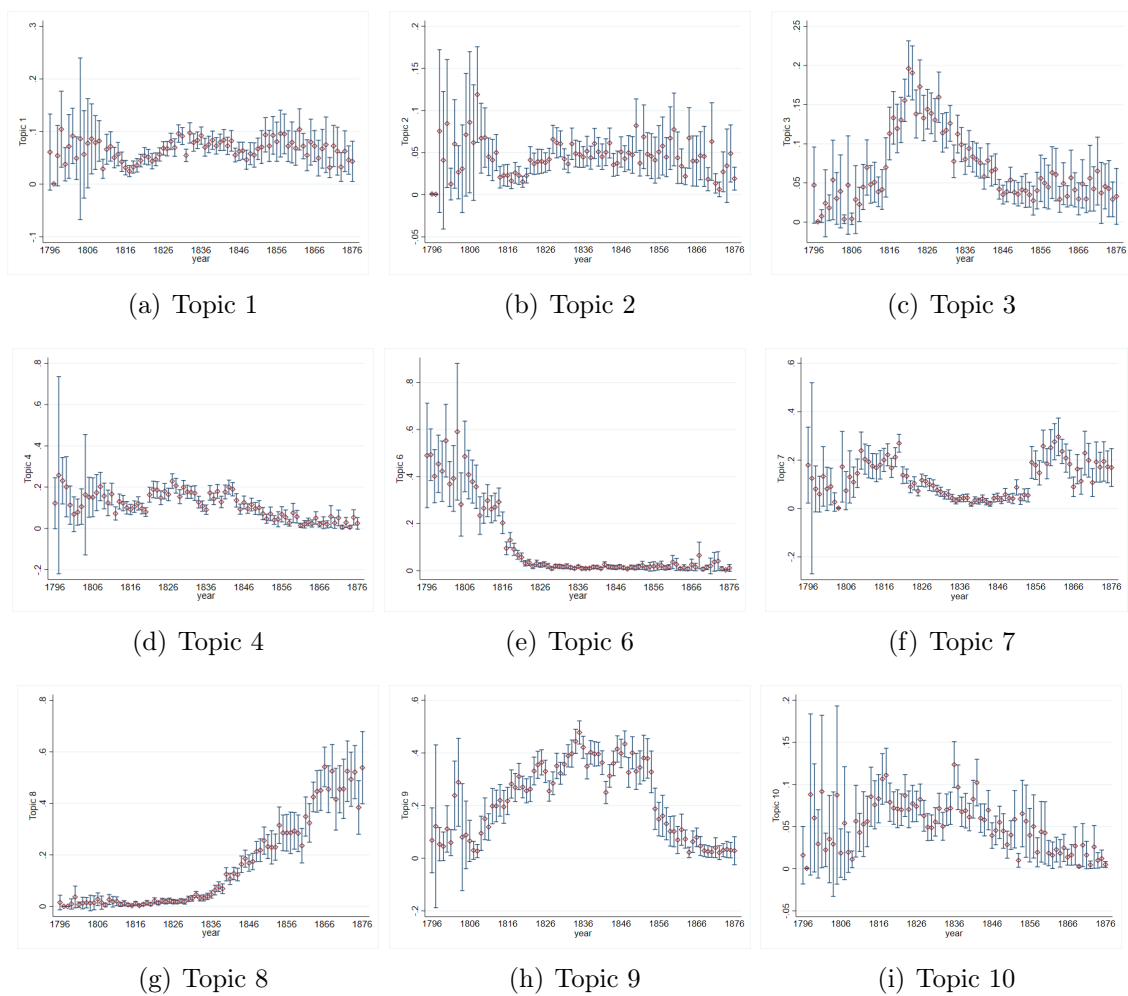 .3
.2
.1
0
-.1
Topic 1
1796 1806 1816 1826 1836 1846 1856 1866 1876
year
(a) Topic 1
.2
.15
.1
.05
0
-.05
Topic 2
1796 1806 1816 1826 1836 1846 1856 1866 1876
year
(b) Topic 2
.25
.2
.15
.1
.05
0
Topic 3
1796 1806 1816 1826 1836 1846 1856 1866 1876
year
(c) Topic 3
.8
.6
.4
.2
0
-.2
Topic 4
1796 1806 1816 1826 1836 1846 1856 1866 1876
year
(d) Topic 4
.8
.6
.4
.2
0
Topic 6
1796 1806 1816 1826 1836 1846 1856 1866 1876
year
(e) Topic 6
.6
.4
.2
0
-.2
Topic 7
1796 1806 1816 1826 1836 1846 1856 1866 1876
year
(f) Topic 7
.8
.6
.4
.2
0
Topic 8
1796 1806 1816 1826 1836 1846 1856 1866 1876
year
(g) Topic 8
.6
.4
.2
0
-.2
Topic 9
1796 1806 1816 1826 1836 1846 1856 1866 1876
year
(h) Topic 9
.2
.15
.1
.05
0
-.05
Topic 10
1796 1806 1816 1826 1836 1846 1856 1866 1876
year
(i) Topic 10